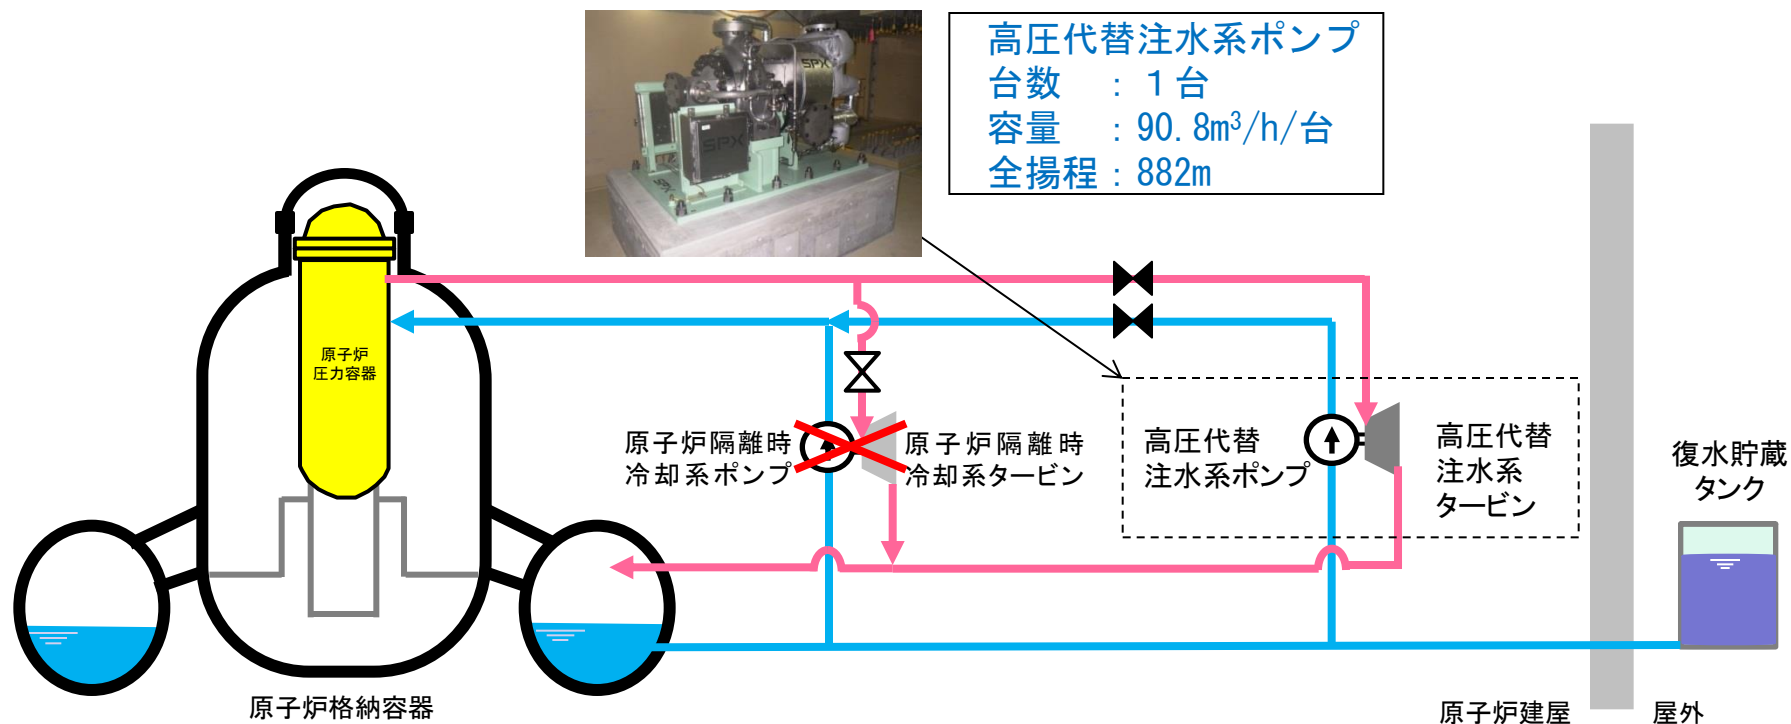 高圧代替注水系ポンプ
台数 : 1台
容量 : 90.8m³/h/台
全揚程 : 882m
SPX
SPX
原子炉
圧力容器
原子炉隔離時
冷却系ポンプ
原子炉隔離時
冷却系タービン
高圧代替
注水系ポンプ
高圧代替
注水系
タービン
復水貯蔵
タンク
原子炉格納容器
原子炉建屋
屋外